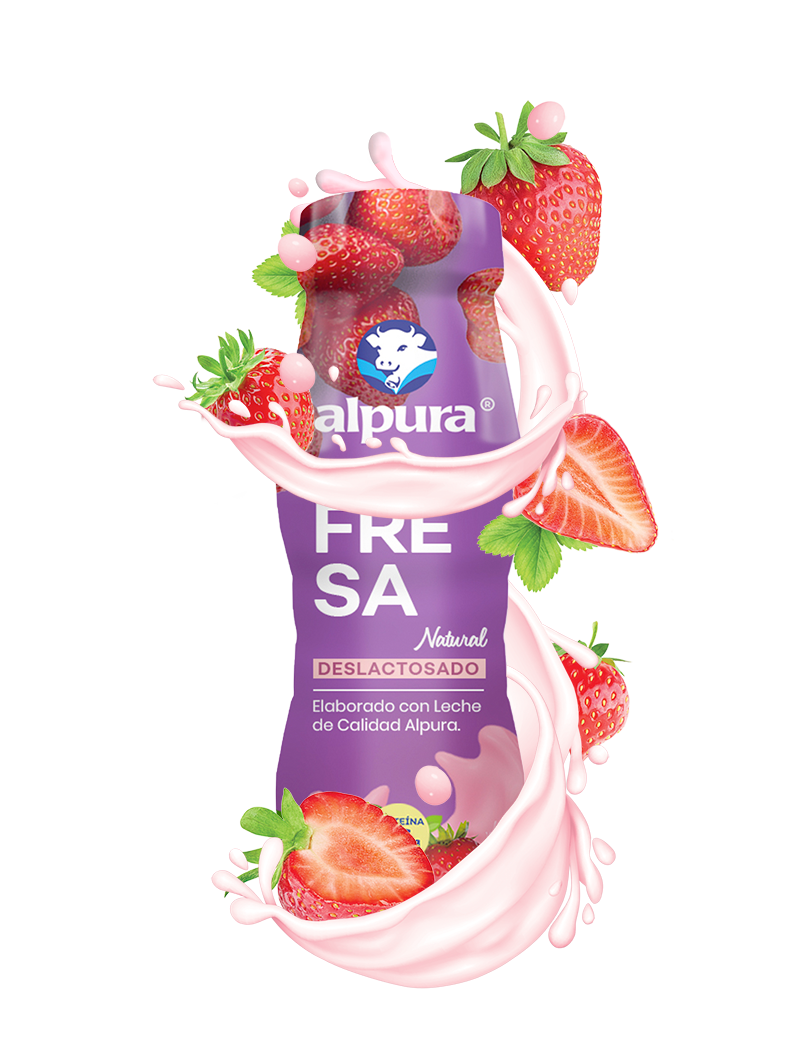 alpura®
FRE
SA
Natural
DESLACTOSADO
Elaborado con Leche
de Calidad Alpura.